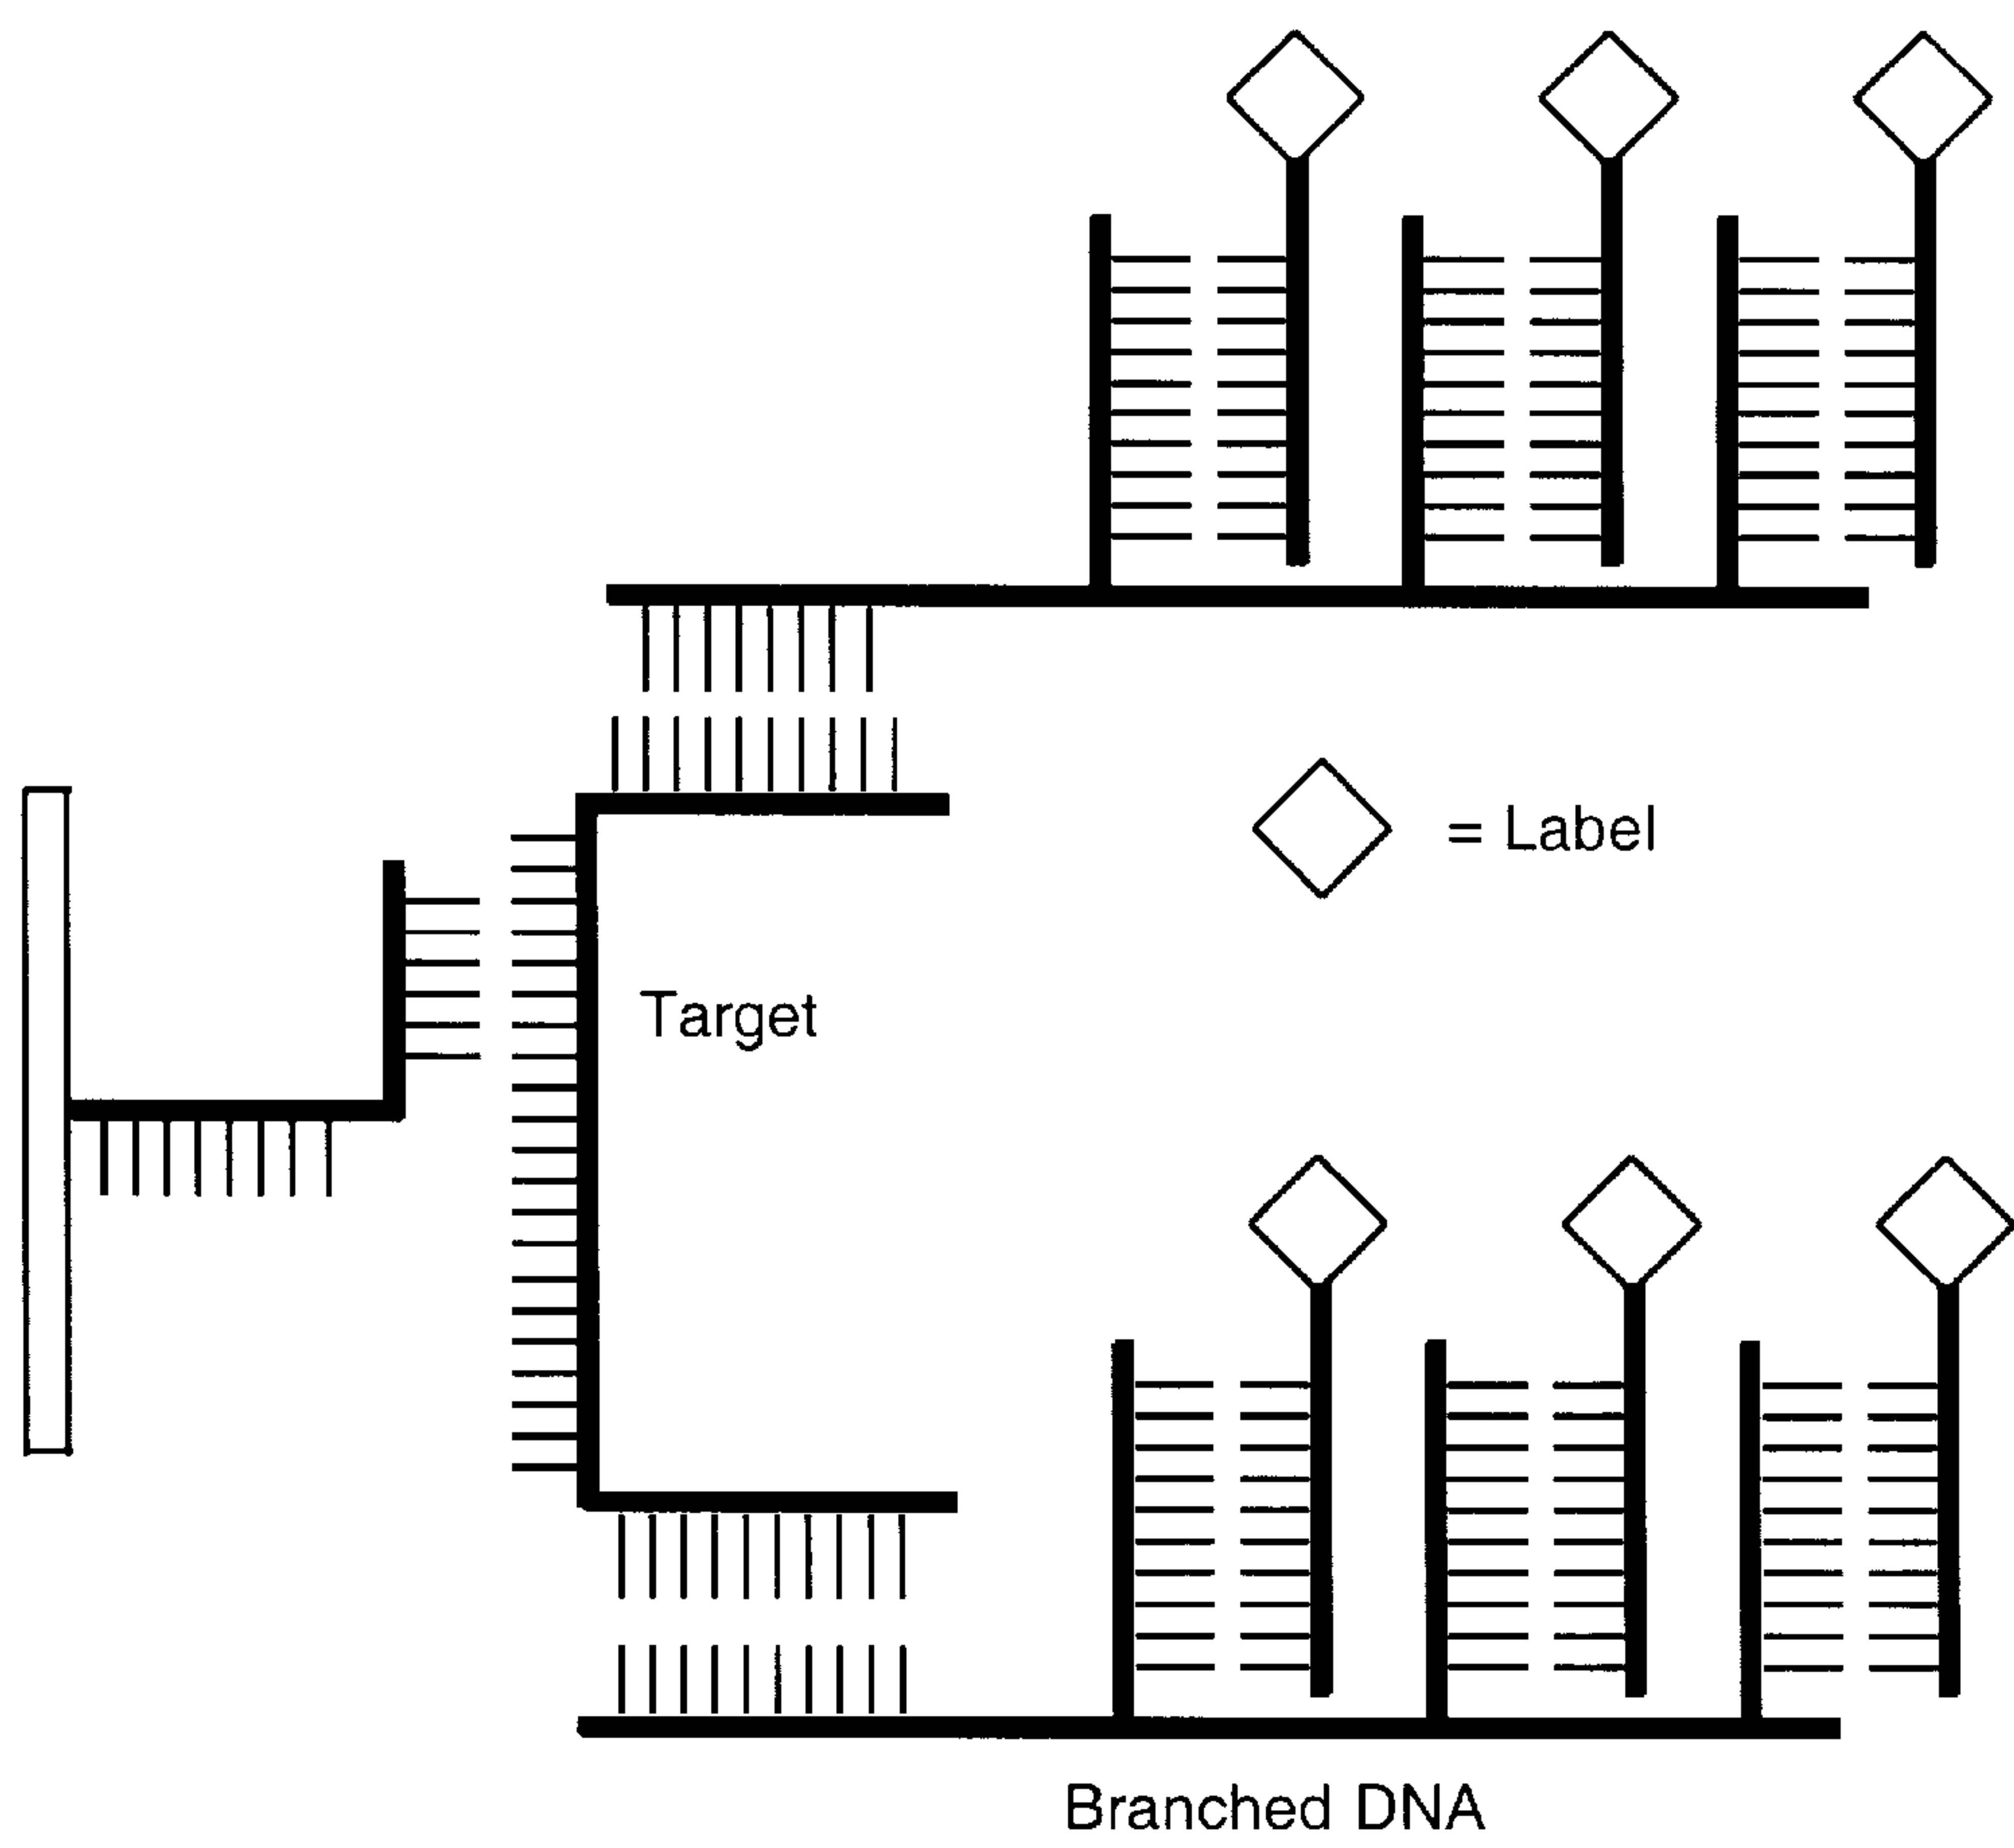 = Label
Target
Branched DNA